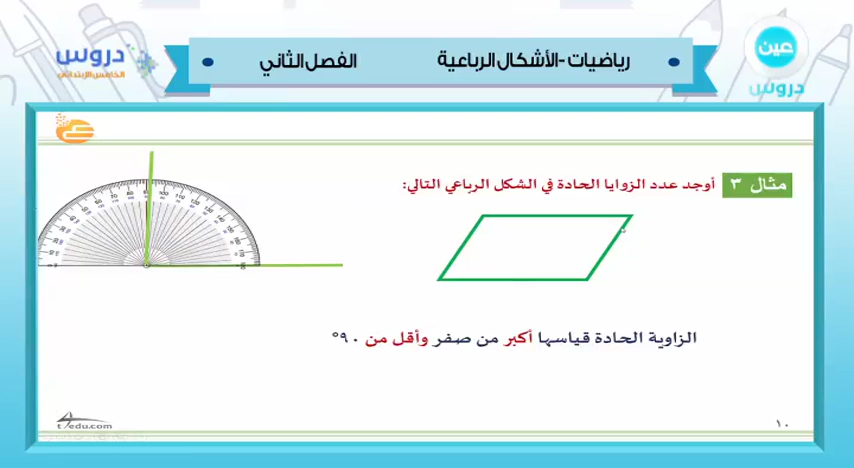 رياضيات -الأشكال الرباعية
الفصل الثاني
عين
دروس
دروس
الخامس الابتدائي
مثال ٣
أوجد عدد الزوايا الحادة في الشكل الرباعي التالي:
الزاوية الحادة قياسها أكبر من صفر وأقل من ٩٠°
١٠
t4edu.com